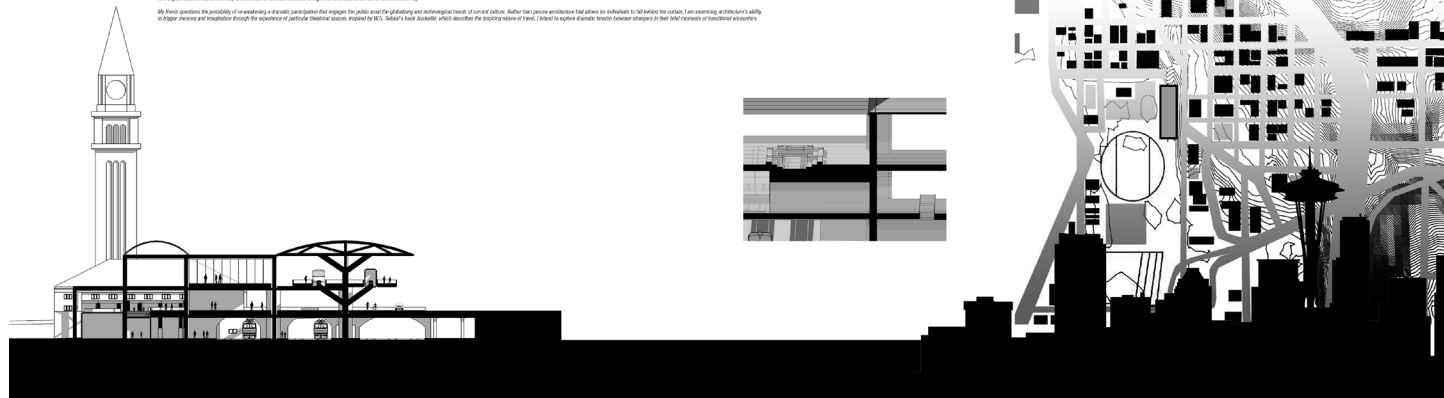 My thesis questions the possibility of re-awakening a dramatic participation that engages the public amid the globalizing and technological trends of current culture. Rather than pursue architecture that allows for individuals to fall behind the curtain, I am examining architecture's ability
to trigger memory and imagination through the experience of particular theatrical spaces. Inspired by W.G. Sebald's book Austerlitz, which describes the inspiring nature of travel, I intend to explore dramatic tension between strangers in their brief moments of transitional encounters.